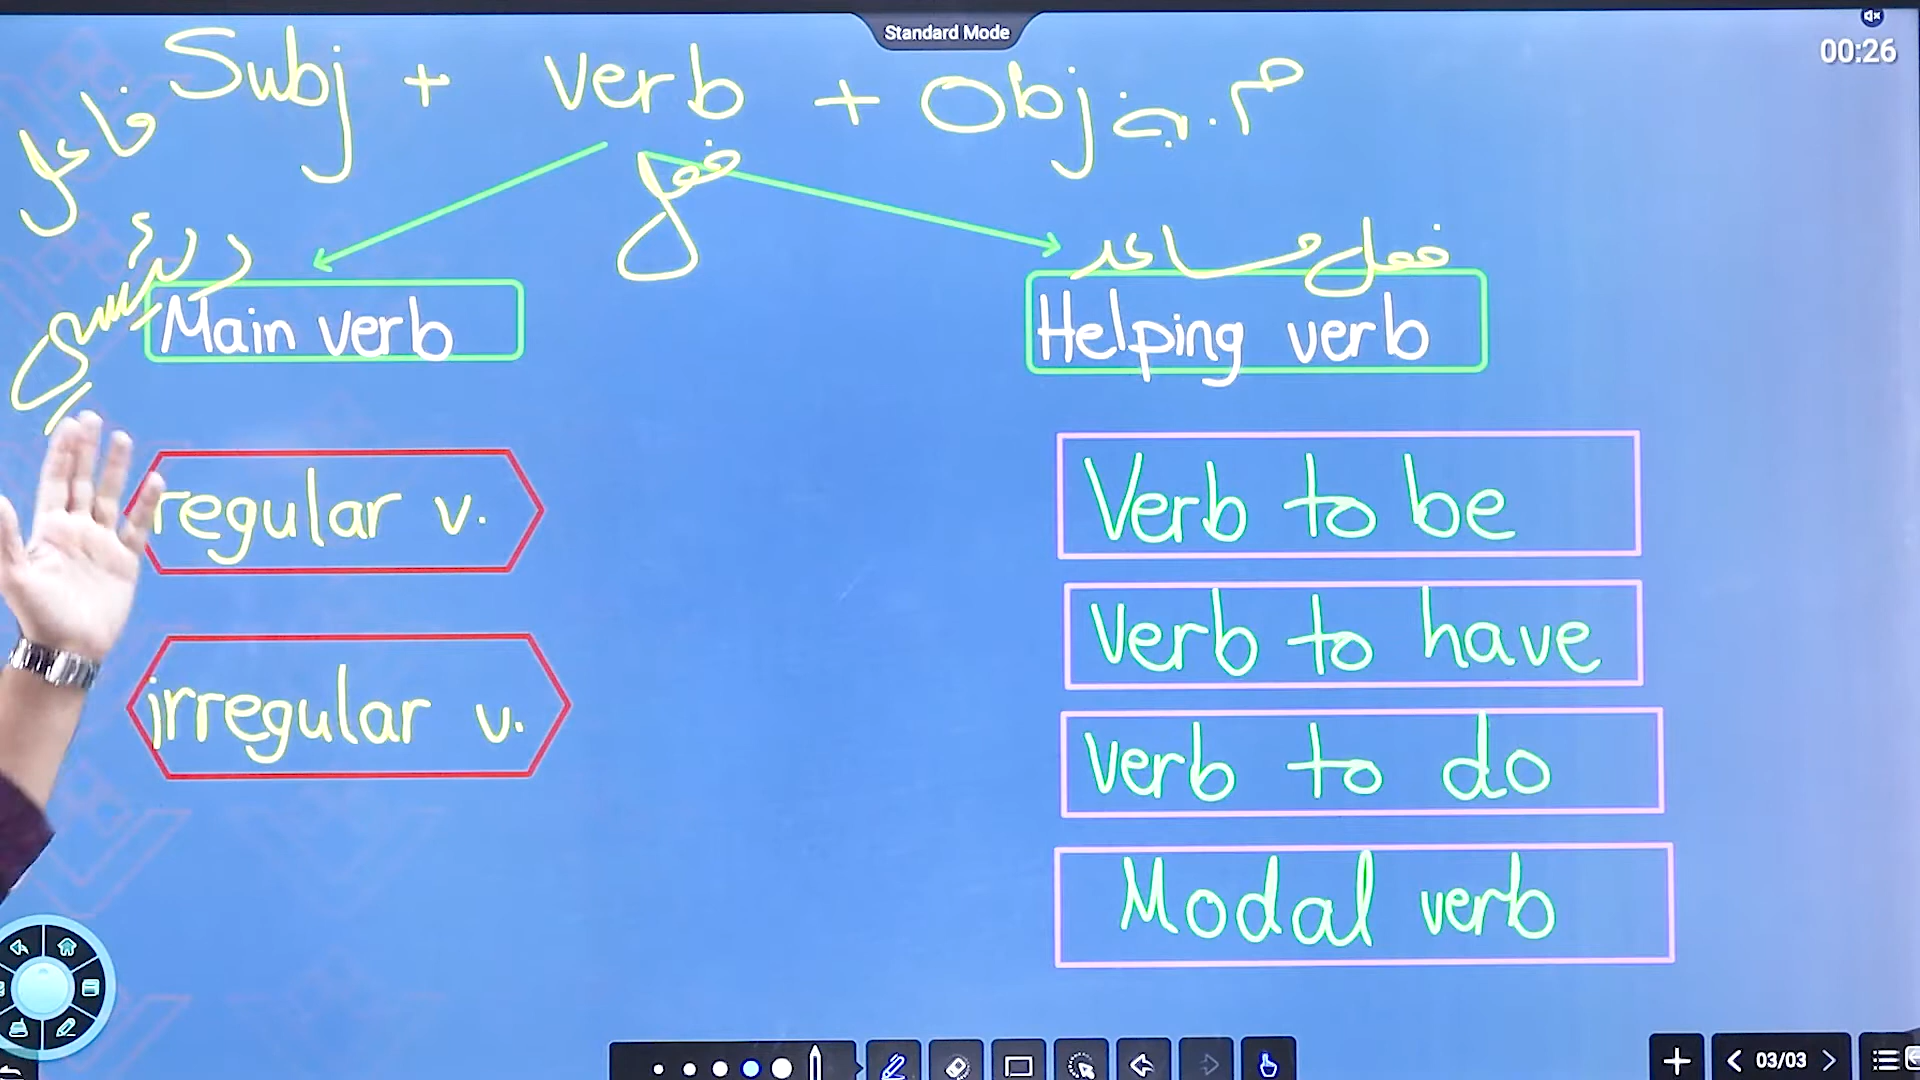 Standard Mode
00:26
Subj + verb + Obj م. به
فاعل
فعل
رئيسي
فعل مساعد
Main verb
Helping verb
regular v.
irregular v.
Verb to be
verb to have
verb to do
Modal verb
03/03